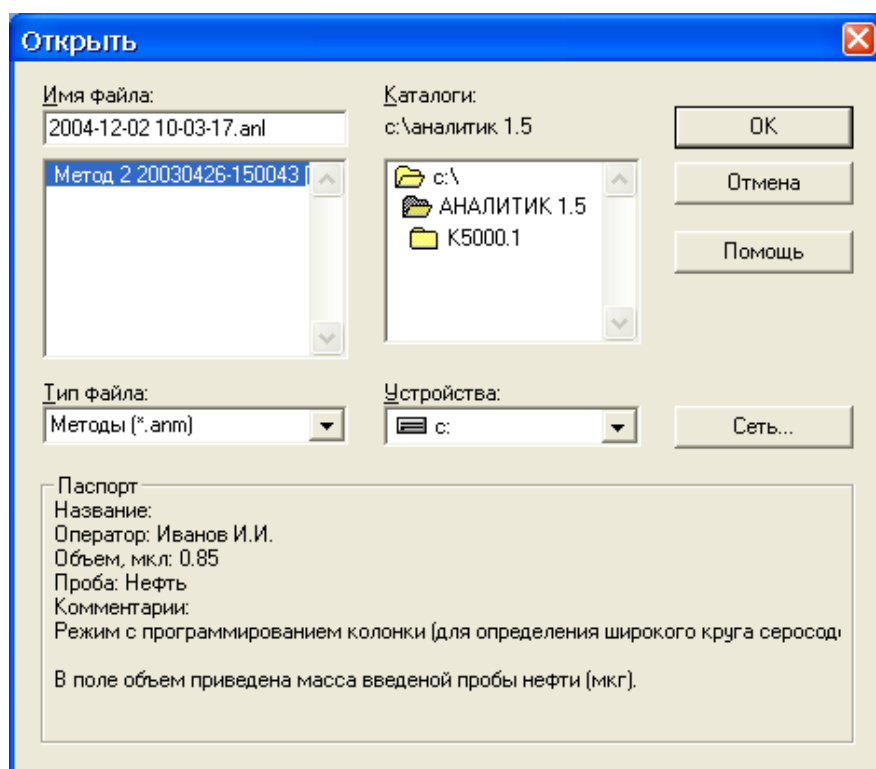 Открыть
Имя файла:
2004-12-02 10-03-17.anl
Метод 2 20030426-150043
Каталоги:
c:\аналитик 1.5
c:\
АНАЛИТИК 1.5
K5000.1
OK
Отмена
Помощь
Тип файла:
Методы (*.anm)
Устройства:
c:
Сеть...
Паспорт
Название:
Оператор: Иванов И.И.
Объем, мкл: 0.85
Проба: Нефть
Комментарии:
Режим с программированием колонки (для определения широкого круга серосод
В поле объем приведена масса введеной пробы нефти (мкг).